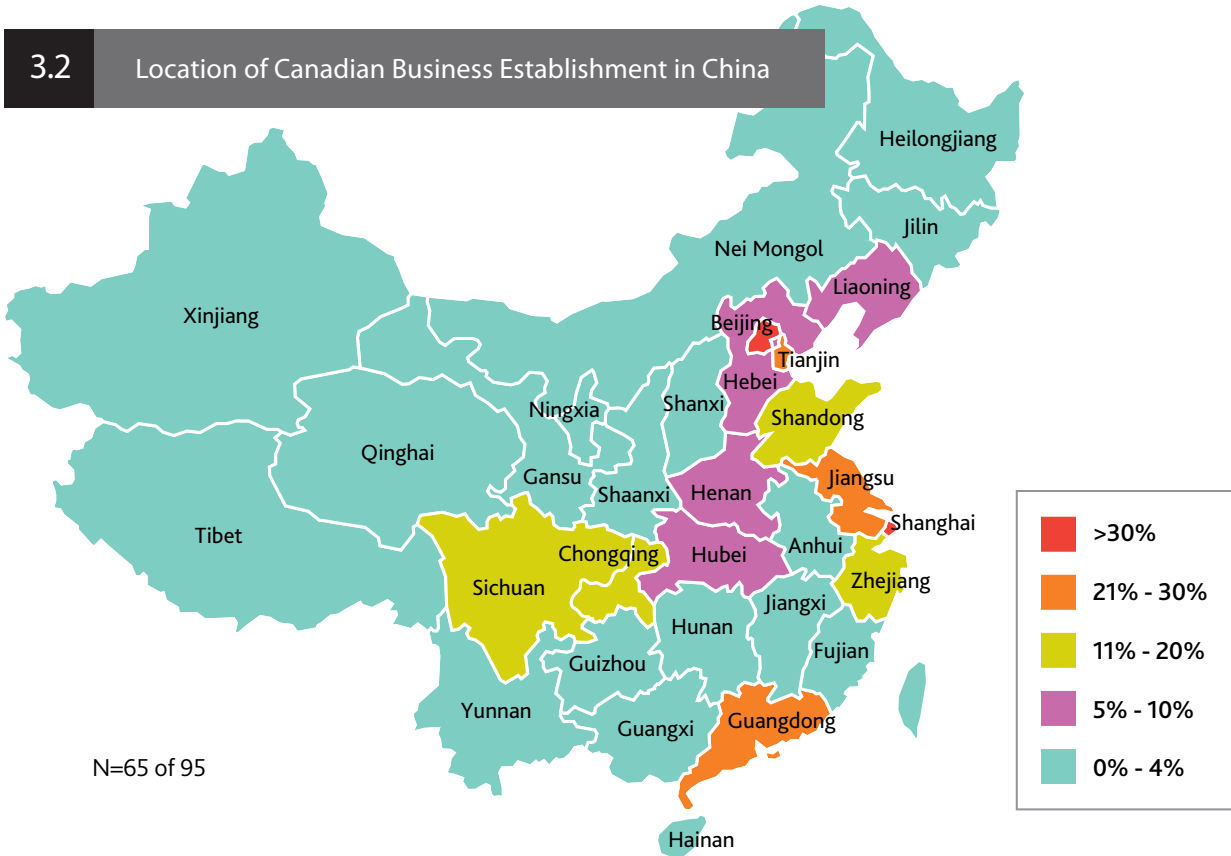 3.2 Location of Canadian Business Establishment in China
Heilongjiang
Jilin
Nei Mongol
Liaoning
Xinjiang
Beijing
Tianjin
Hebei
Ningxia
Shanxi
Shandong
Qinghai
Gansu
Shaanxi
Henan
Jiangsu
Shanghai
Tibet
Anhui
Chongqing
Hubei
Zhejiang
Sichuan
Jiangxi
Hunan
Fujian
Guizhou
Yunnan
Guangxi
Guangdong
Hainan
N=65 of 95
>30%
21% - 30%
11% - 20%
5% - 10%
0% - 4%